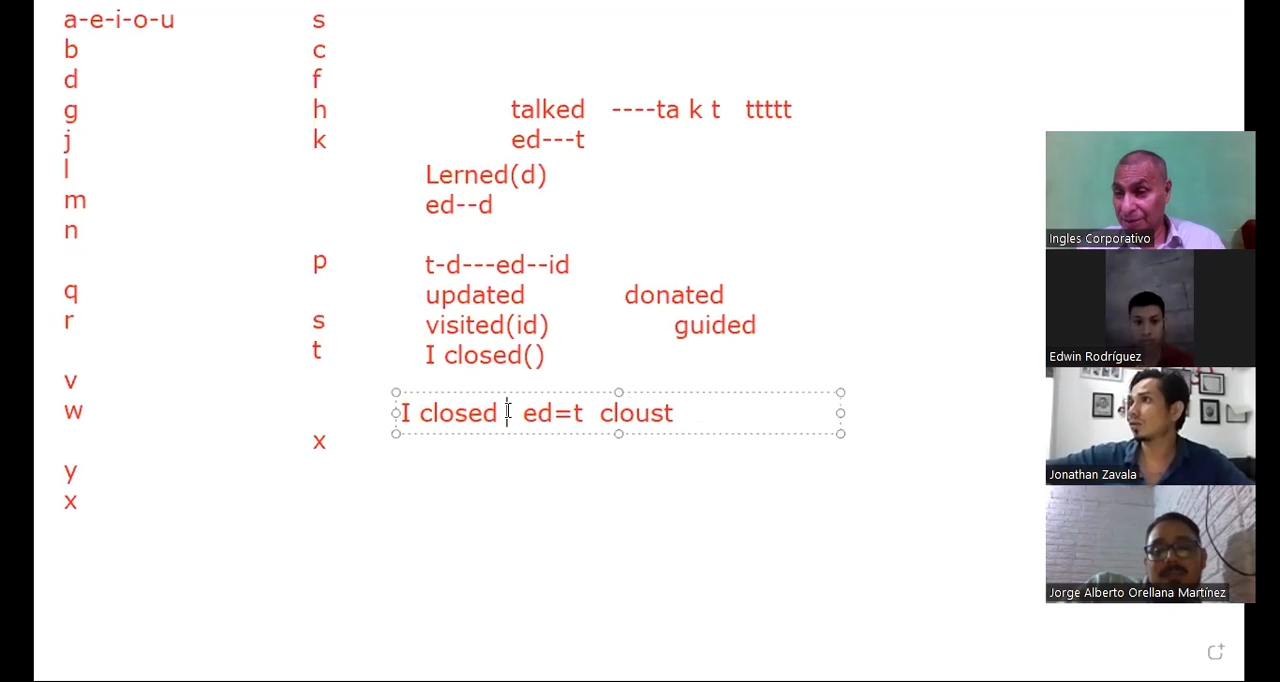 a-e-i-o-u s
b c
d f
g h talked ----ta k t ttttt
j k ed---t
l Lerned(d)
m ed--d
n
p t-d---ed--id
q updated donated
r s visited(id) guided
t I closed()
v
w I closed ed=t cloust
x
y
x
Ingles Corporativo
Edwin Rodríguez
Jonathan Zavala
Jorge Alberto Orellana Martínez